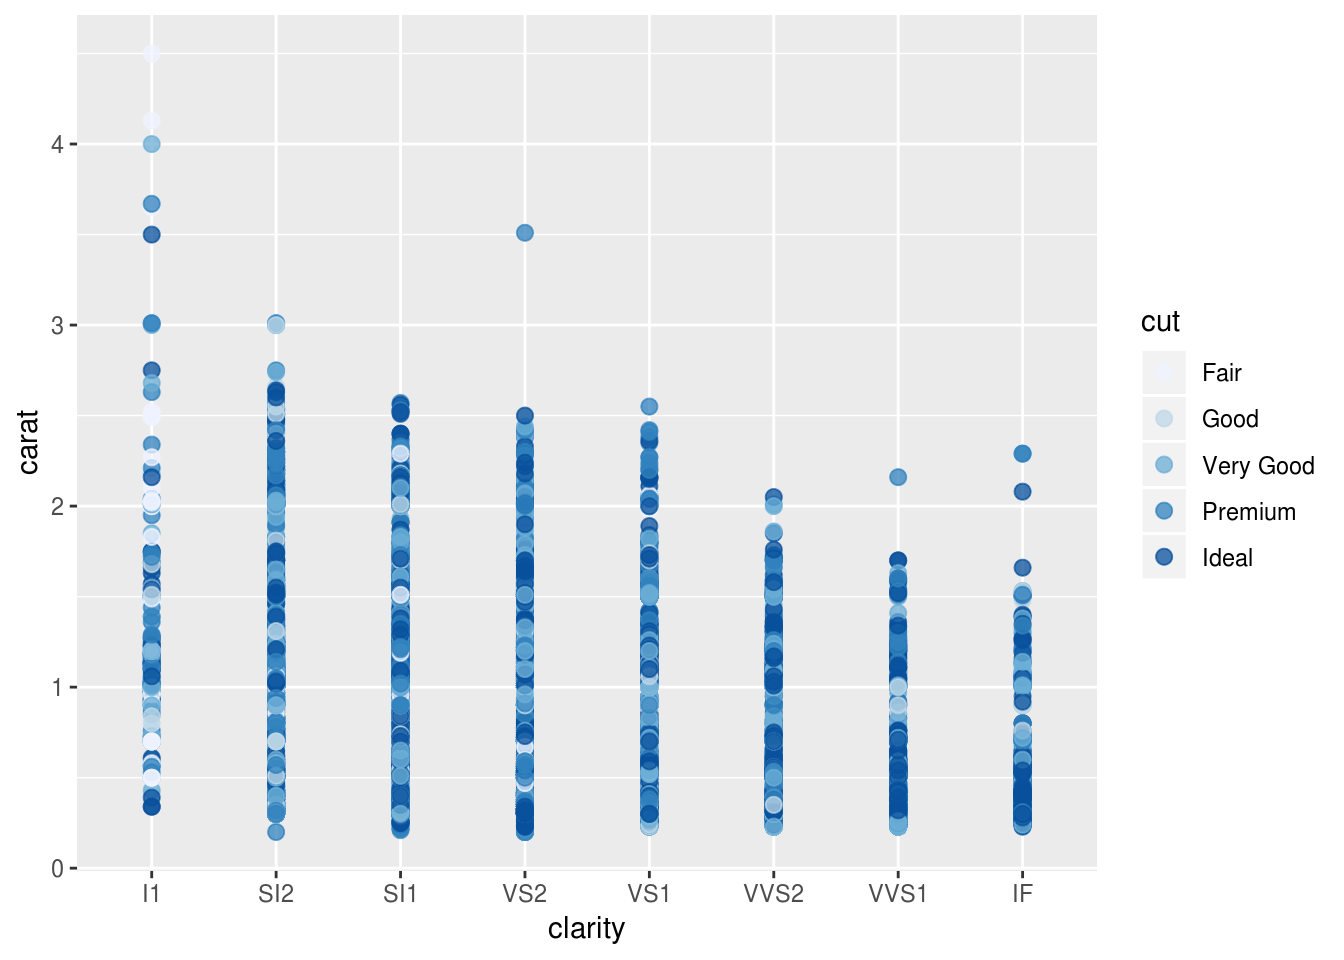 4
3
2
1
0
carat
I1 SI2 SI1 VS2 VS1 VVS2 VVS1 IF
clarity
cut
Fair
Good
Very Good
Premium
Ideal